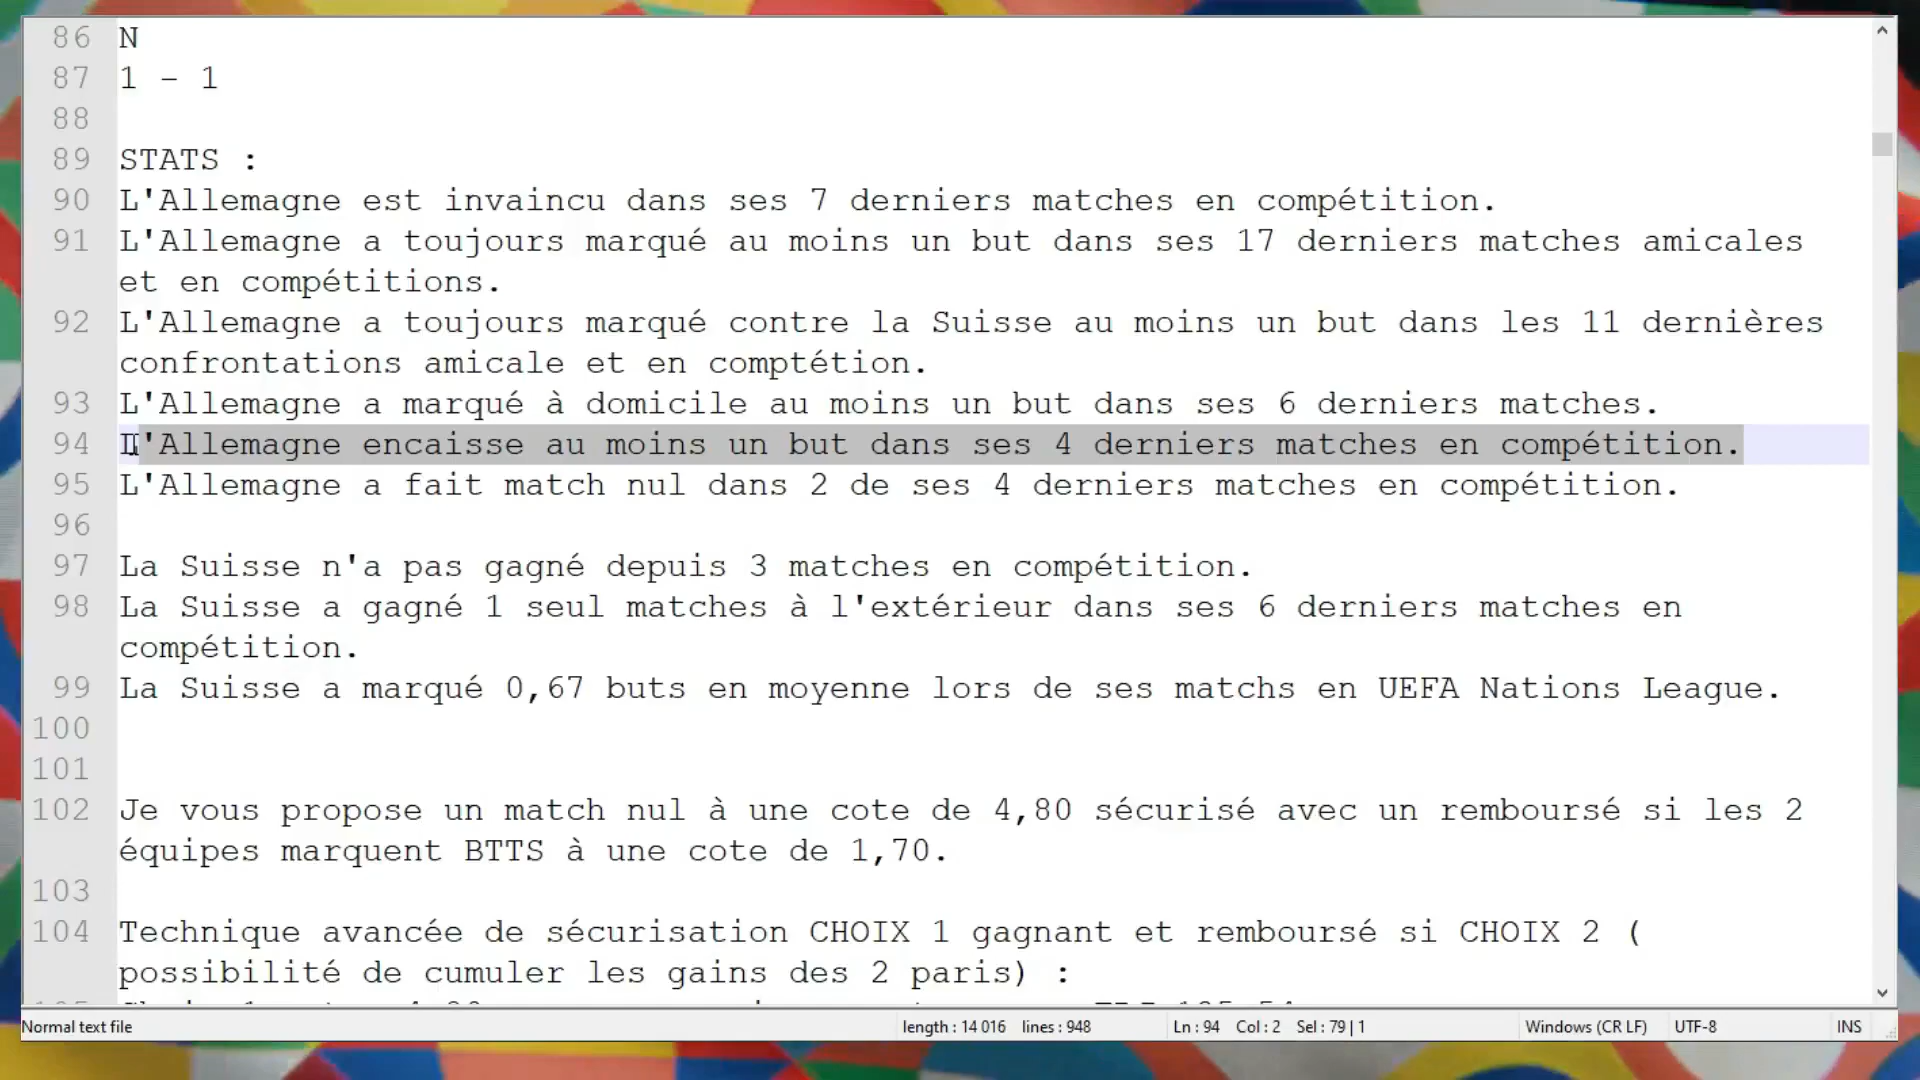 86 N
87 1 - 1
88
89 STATS :
90 L'Allemagne est invaincu dans ses 7 derniers matches en compétition.
91 L'Allemagne a toujours marqué au moins un but dans ses 17 derniers matches amicales
et en compétitions.
92 L'Allemagne a toujours marqué contre la Suisse au moins un but dans les 11 dernières
confrontations amicale et en comptétion.
93 L'Allemagne a marqué à domicile au moins un but dans ses 6 derniers matches.
94 L'Allemagne encaisse au moins un but dans ses 4 derniers matches en compétition.
95 L'Allemagne a fait match nul dans 2 de ses 4 derniers matches en compétition.
96
97 La Suisse n'a pas gagné depuis 3 matches en compétition.
98 La Suisse a gagné 1 seul matches à l'extérieur dans ses 6 derniers matches en
compétition.
99 La Suisse a marqué 0,67 buts en moyenne lors de ses matchs en UEFA Nations League.
100
101
102 Je vous propose un match nul à une cote de 4,80 sécurisé avec un remboursé si les 2
équipes marquent BTTS à une cote de 1,70.
103
104 Technique avancée de sécurisation CHOIX 1 gagnant et remboursé si CHOIX 2 (
possibilité de cumuler les gains des 2 paris) :
Normal text file length : 14 016 lines : 948 Ln : 94 Col : 2 Sel : 79 | 1 Windows (CR LF) UTF-8 INS